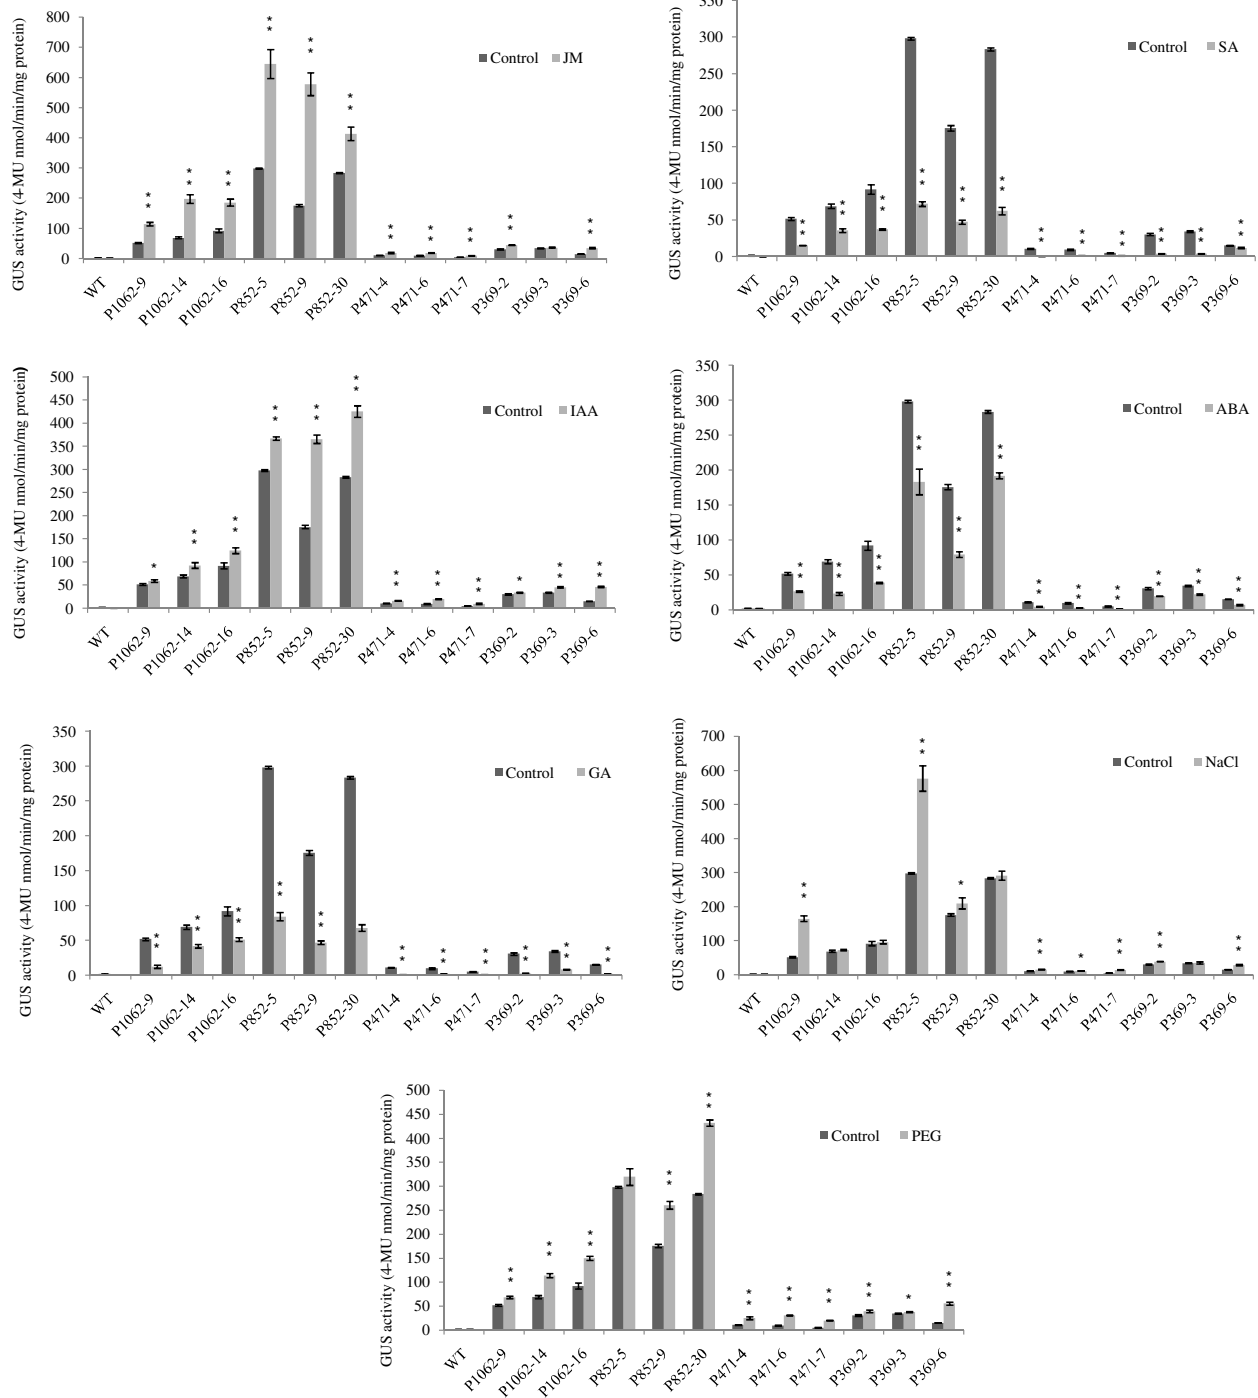 GUS activity (4-MU nmol/min/mg protein)
800
700
600
500
400
300
200
100
0
Control JM
** ** ** ** ** ** ** ** ** ** **
WT P1062-9 P1062-14 P1062-16 P852-5 P852-9 P852-30 P471-4 P471-6 P471-7 P369-2 P369-3 P369-6
GUS activity (4-MU nmol/min/mg protein)
350
300
250
200
150
100
50
0
Control SA
** ** ** ** ** ** ** ** ** ** ** **
WT P1062-9 P1062-14 P1062-16 P852-5 P852-9 P852-30 P471-4 P471-6 P471-7 P369-2 P369-3 P369-6
GUS activity (4-MU nmol/min/mg protein)
500
450
400
350
300
250
200
150
100
50
0
Control IAA
* ** ** ** ** ** ** ** ** * ** **
WT P1062-9 P1062-14 P1062-16 P852-5 P852-9 P852-30 P471-4 P471-6 P471-7 P369-2 P369-3 P369-6
GUS activity (4-MU nmol/min/mg protein)
350
300
250
200
150
100
50
0
Control ABA
** ** ** ** ** ** ** ** ** ** ** **
WT P1062-9 P1062-14 P1062-16 P852-5 P852-9 P852-30 P471-4 P471-6 P471-7 P369-2 P369-3 P369-6
GUS activity (4-MU nmol/min/mg protein)
350
300
250
200
150
100
50
0
Control GA
** ** ** ** ** ** ** ** ** ** **
WT P1062-9 P1062-14 P1062-16 P852-5 P852-9 P852-30 P471-4 P471-6 P471-7 P369-2 P369-3 P369-6
GUS activity (4-MU nmol/min/mg protein)
700
600
500
400
300
200
100
0
Control NaCl
** ** * ** * ** ** **
WT P1062-9 P1062-14 P1062-16 P852-5 P852-9 P852-30 P471-4 P471-6 P471-7 P369-2 P369-3 P369-6
GUS activity (4-MU nmol/min/mg protein)
500
450
400
350
300
250
200
150
100
50
0
Control PEG
** ** ** ** ** ** ** ** ** * **
WT P1062-9 P1062-14 P1062-16 P852-5 P852-9 P852-30 P471-4 P471-6 P471-7 P369-2 P369-3 P369-6